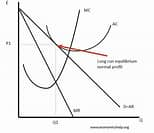 £
MC
AC
P1
Long run equilibrium
normal profit
D=AR
Q1
MR
www.economicshelp.org